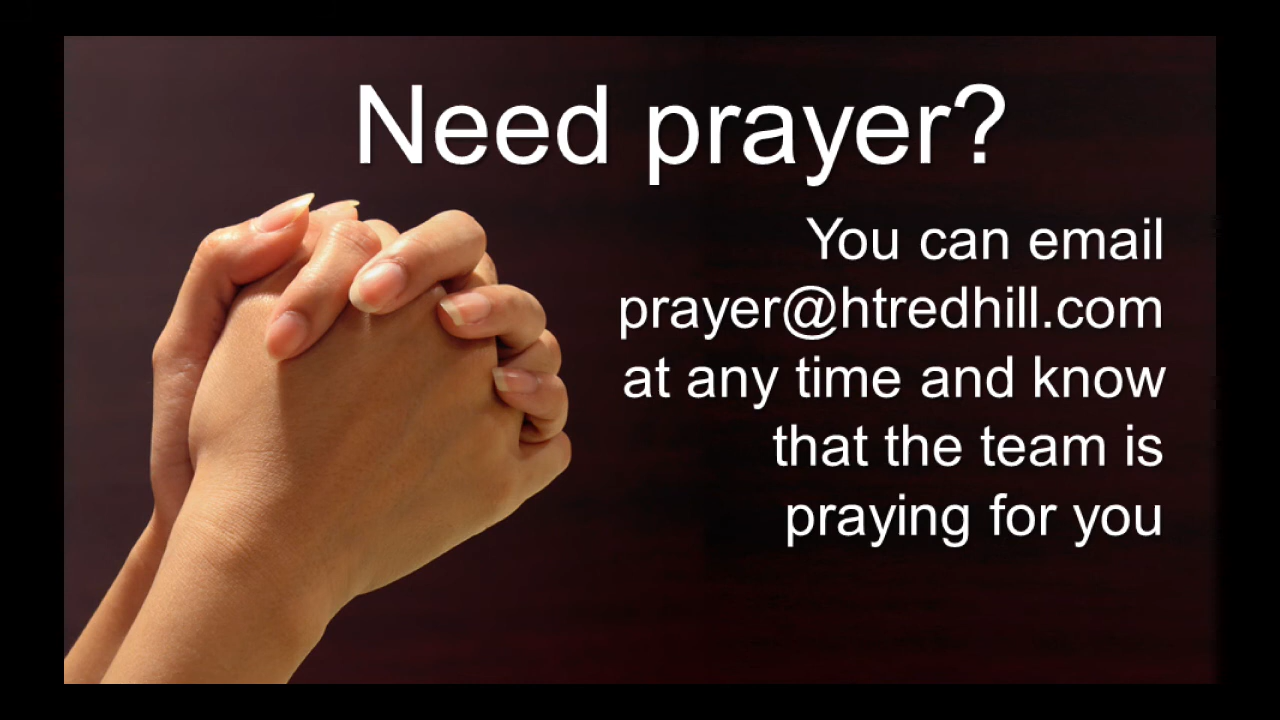 Need prayer?
You can email
prayer@htredhill.com
at any time and know
that the team is
praying for you